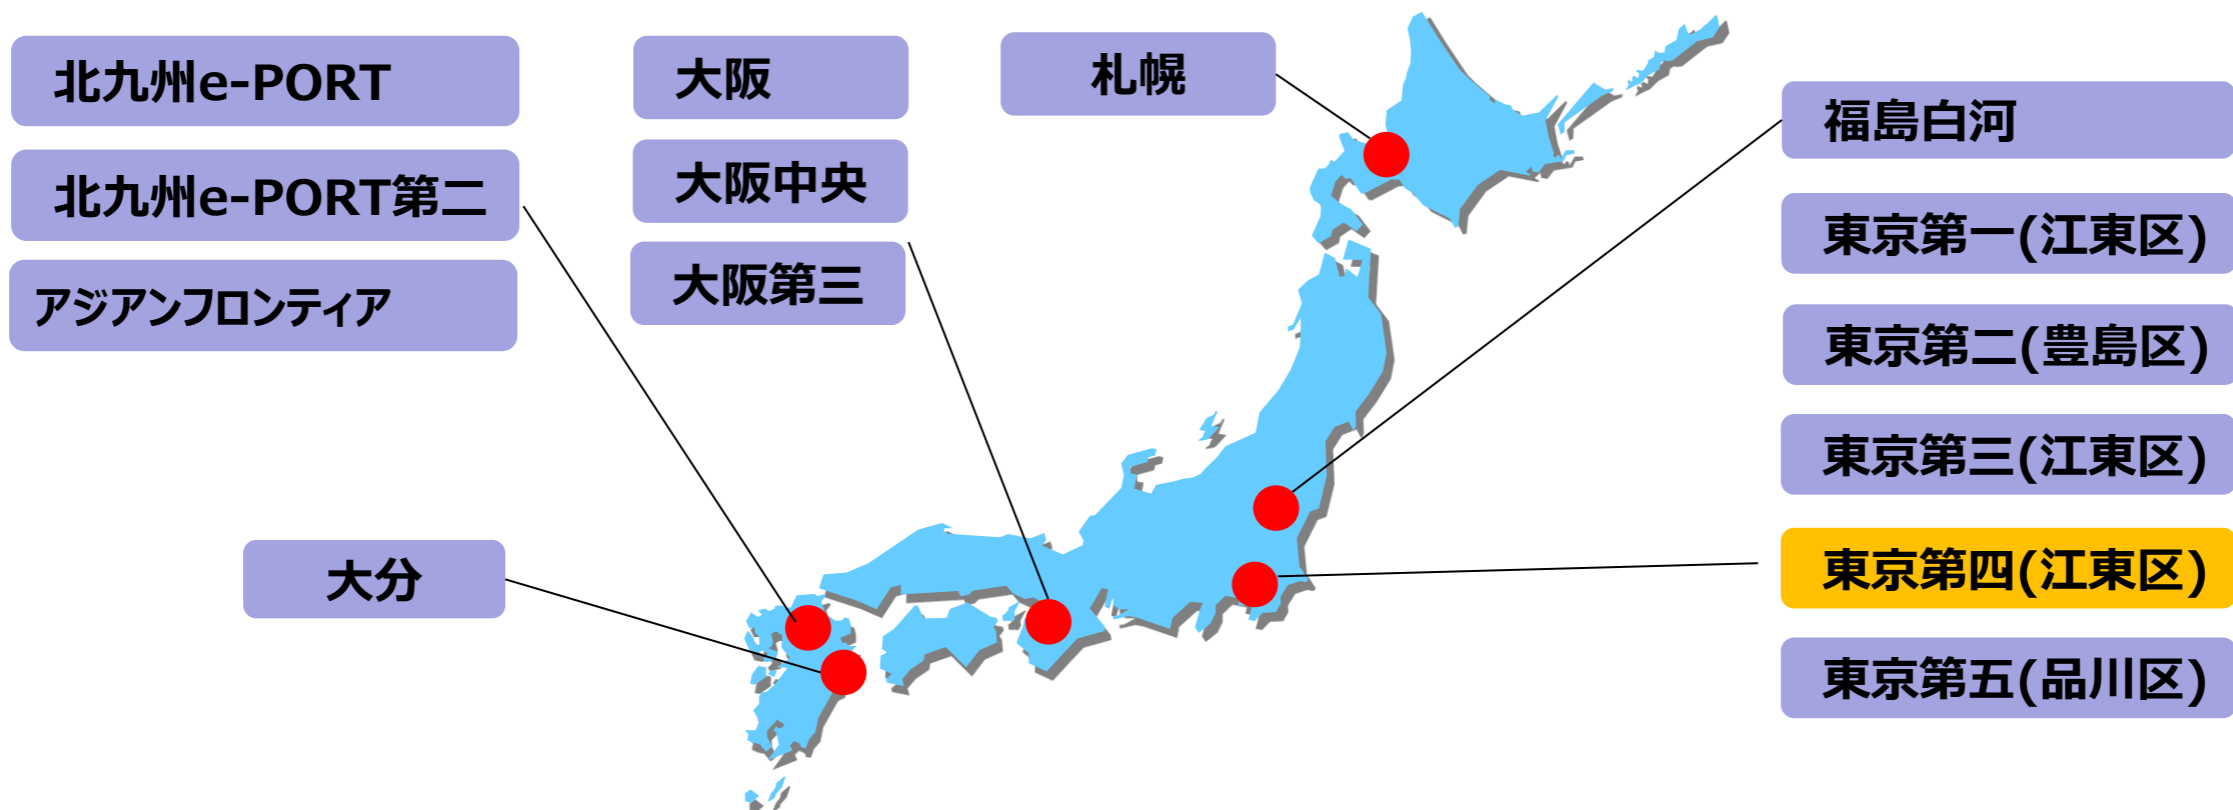 北九州e-PORT
北九州e-PORT第二
アジアンフロンティア
大阪
大阪中央
大阪第三
札幌
福島白河
東京第一(江東区)
東京第二(豊島区)
東京第三(江東区)
東京第四(江東区)
東京第五(品川区)
大分